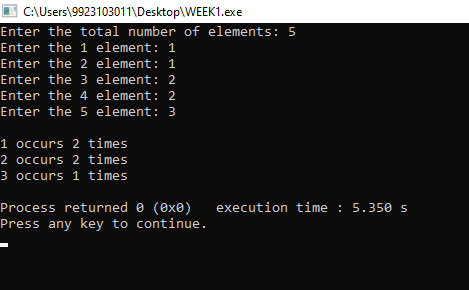 C:\Users\9923103011\Desktop\WEEK1.exe
Enter the total number of elements: 5
Enter the 1 element: 1
Enter the 2 element: 1
Enter the 3 element: 2
Enter the 4 element: 2
Enter the 5 element: 3
1 occurs 2 times
2 occurs 2 times
3 occurs 1 times
Process returned 0 (0x0)   execution time : 5.350 s
Press any key to continue.